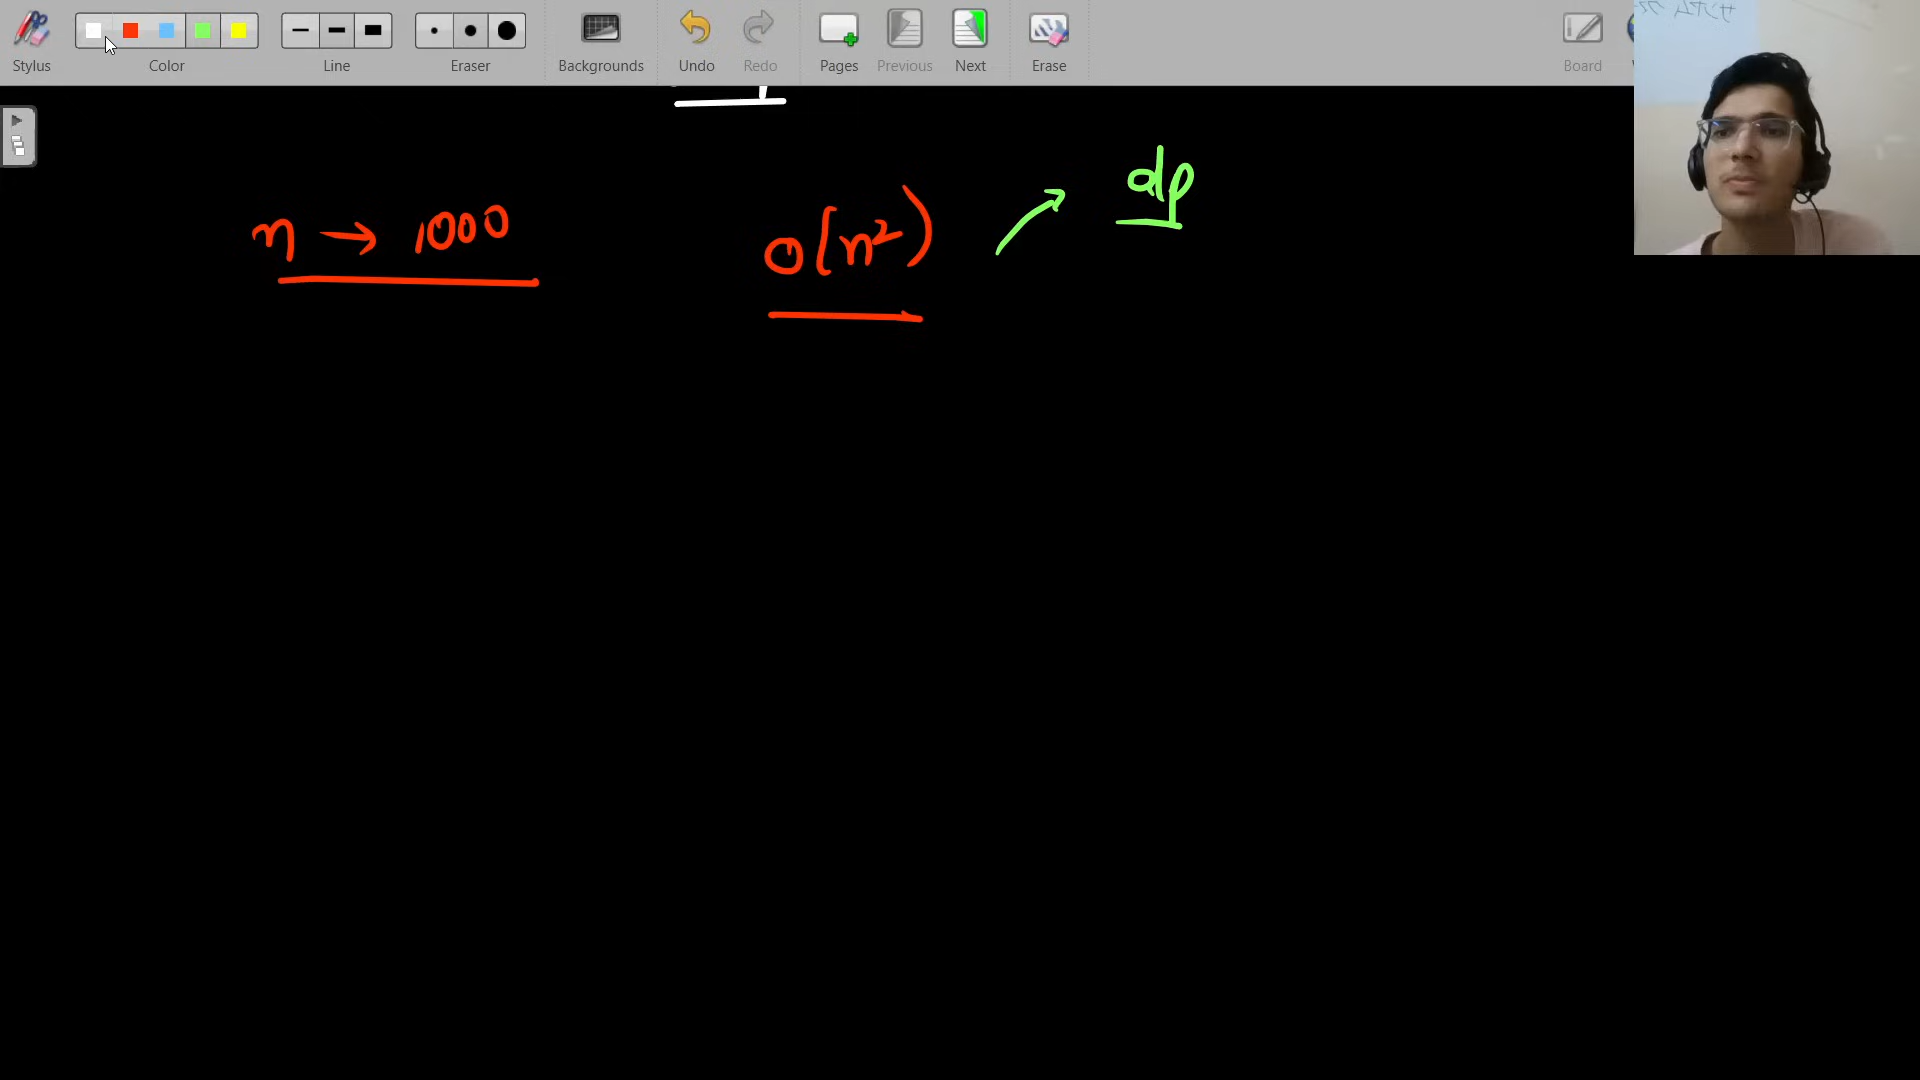 Stylus Color Line Eraser Backgrounds Undo Redo Pages Previous Next Erase Board
n → 1000
O(n²)
dp